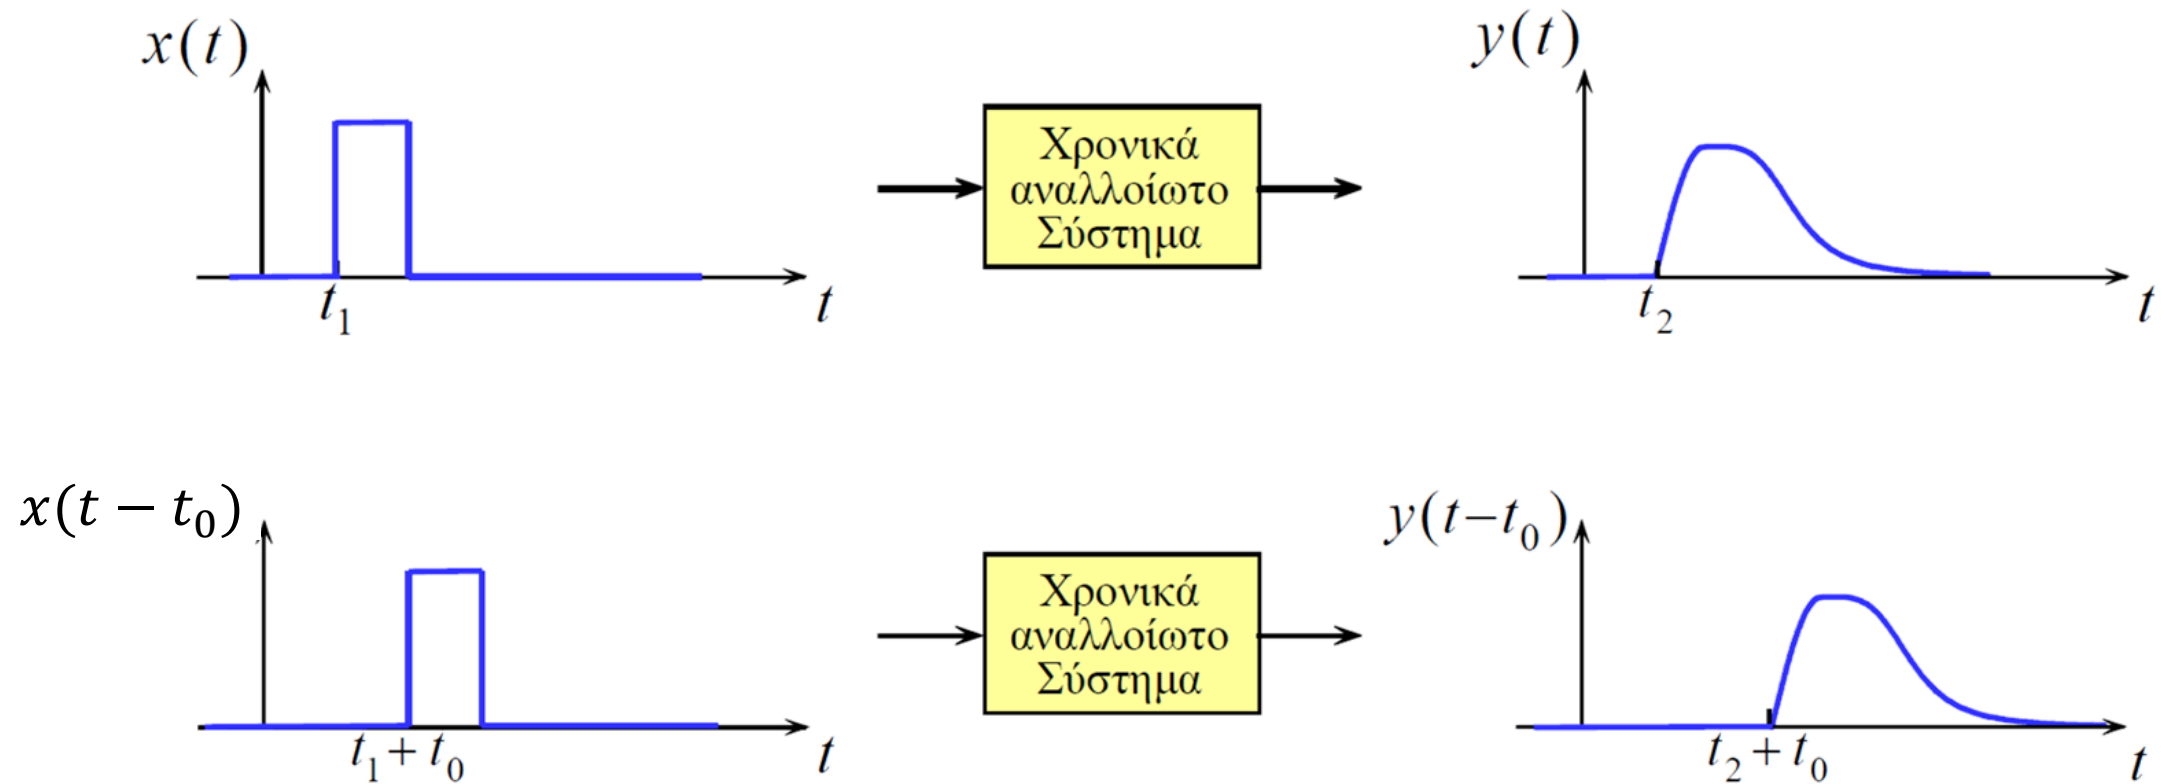 x(t)
y(t)
Χρονικά
αναλλοίωτο
Σύστημα
t₁
t
t₂
t
x(t − t₀)
y(t−t₀)
Χρονικά
αναλλοίωτο
Σύστημα
t₁ + t₀
t
t₂ + t₀
t